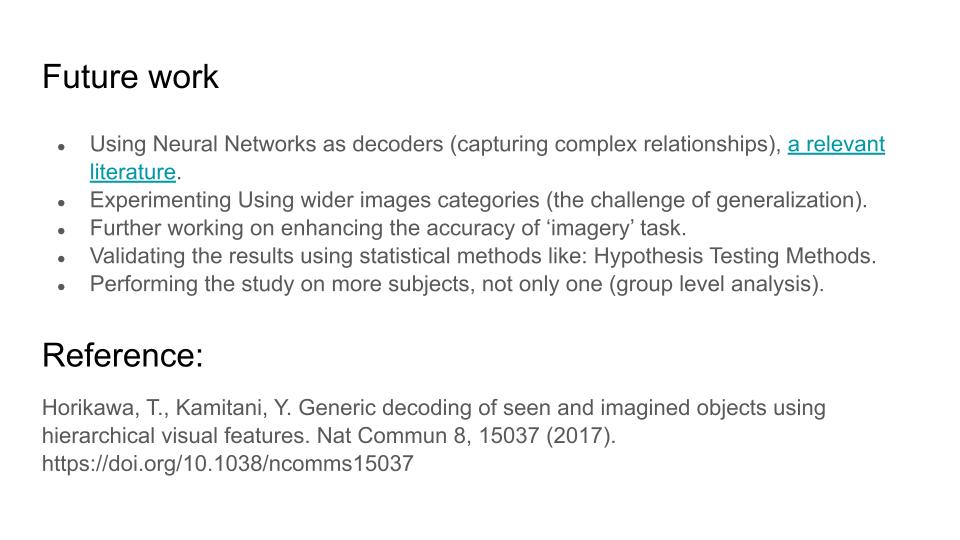 Future work
● Using Neural Networks as decoders (capturing complex relationships), a relevant
literature.
● Experimenting Using wider images categories (the challenge of generalization).
● Further working on enhancing the accuracy of ‘imagery’ task.
● Validating the results using statistical methods like: Hypothesis Testing Methods.
● Performing the study on more subjects, not only one (group level analysis).
Reference:
Horikawa, T., Kamitani, Y. Generic decoding of seen and imagined objects using
hierarchical visual features. Nat Commun 8, 15037 (2017).
https://doi.org/10.1038/ncomms15037